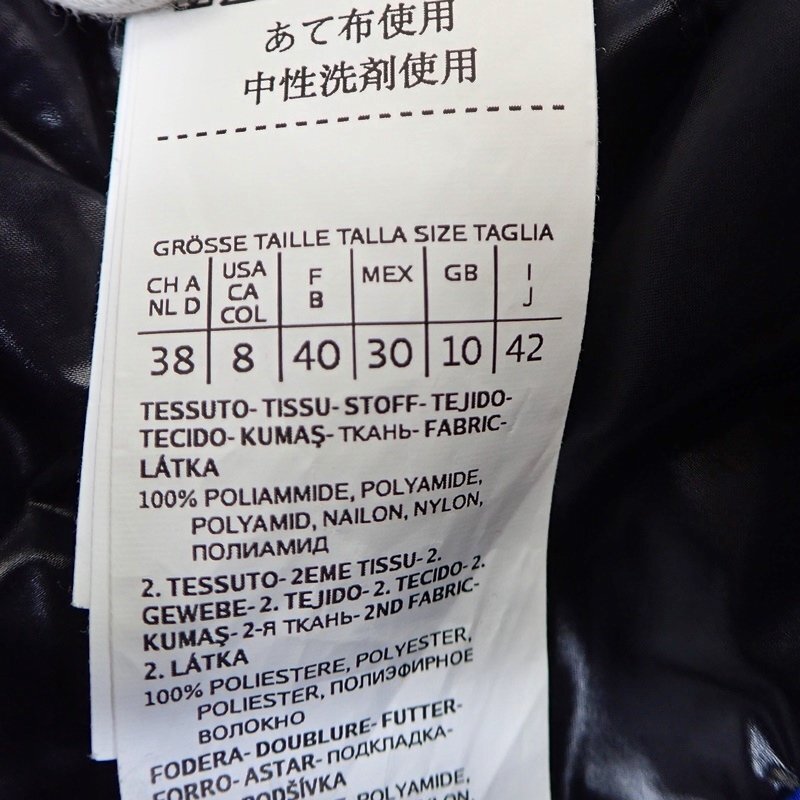 あて布使用
中性洗剤使用
GRÖSSE TAILLE TALLA SIZE TAGLIA
CH A USA F MEX GB I
NL D CA B J
COL
38 8 40 30 10 42
TESSUTO- TISSU- STOFF- TEJIDO-
TECIDO- KUMAŞ- ТКАНЬ- FABRIC-
LÁTKA
100% POLIAMMIDE, POLYAMIDE,
POLYAMID, NAILON, NYLON,
ПОЛИАМИД
2. TESSUTO- 2EME TISSU- 2.
GEWEBE- 2. TEJIDO- 2. TECIDO- 2.
KUMAŞ- 2-Я ТКАНЬ- 2ND FABRIC-
2. LÁTKA
100% POLIESTERE, POLYESTER,
POLIESTER, ПОЛИЭФИРНОЕ
ВОЛОКНО
FODERA- DOUBLURE- FUTTER-
FORRO- ASTAR- ПОДКЛАДКА-
PODŠÍVKA
POLYAMIDE,
NYLON,